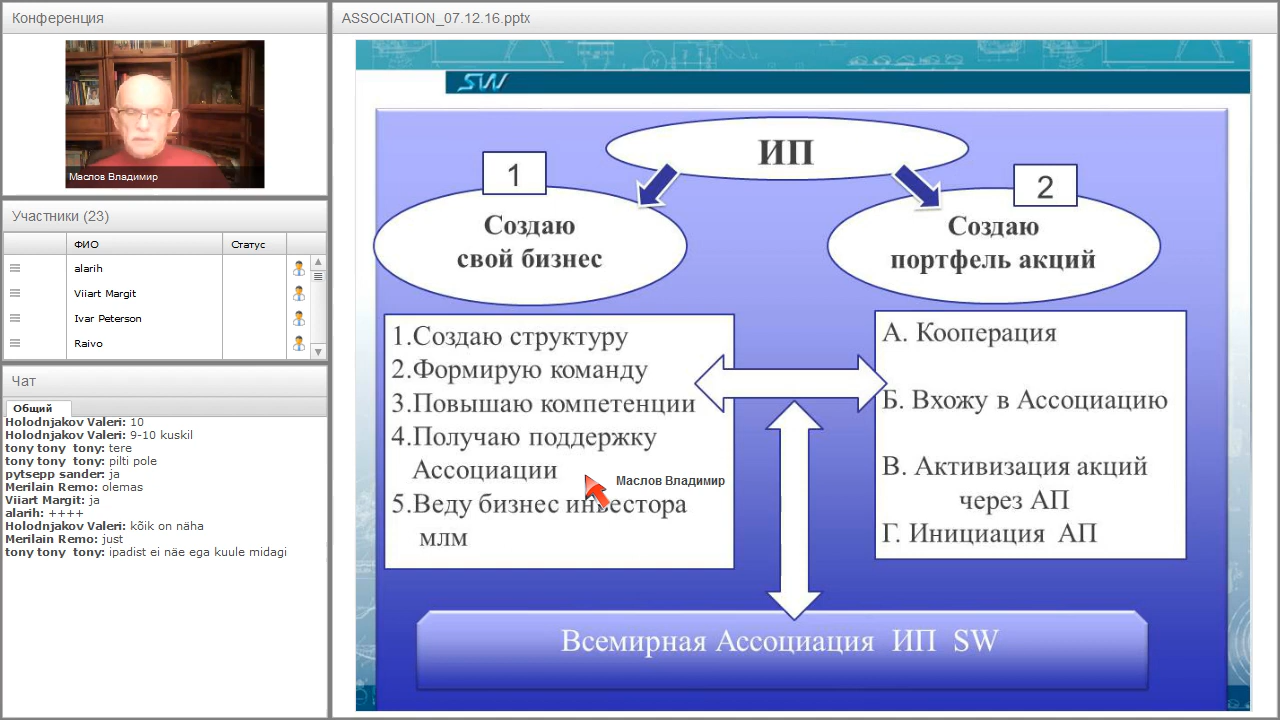 Конференция
Маслов Владимир
Участники (23)
ФИО Статус
alarih
Viiart Margit
Ivar Peterson
Raivo
Чат
Общий
Holodnjakov Valeri: 10
Holodnjakov Valeri: 9-10 kuskil
tony tony tony: tere
tony tony tony: pilti pole
pytsepp sander: ja
Merilain Remo: olemas
Viiart Margit: ja
alarih: ++++
Holodnjakov Valeri: kõik on näha
Merilain Remo: just
tony tony tony: ipadist ei näe ega kuule midagi
ASSOCIATION_07.12.16.pptx
SW
ИП
1
Создаю
свой бизнес
2
Создаю
портфель акций
1.Создаю структуру
2.Формирую команду
3.Повышаю компетенции
4.Получаю поддержку
Ассоциации
5.Веду бизнес инвестора
млм
Маслов Владимир
А. Кооперация
Б. Вхожу в Ассоциацию
В. Активизация акций
через АП
Г. Инициация АП
Всемирная Ассоциация ИП SW